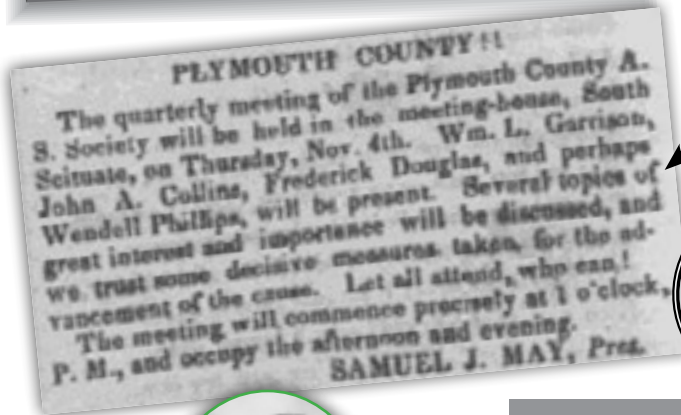 PLYMOUTH COUNTY!!
The quarterly meeting of the Plymouth County A.
S. Society will be held in the meeting-house, South
Scituate, on Thursday, Nov. 4th. Wm. L. Garrison,
John A. Collins, Frederick Douglas, and perhaps
Wendell Phillips, will be present. Several topics of
great interest and importance will be discussed, and
we trust some decisive measures taken, for the ad-
vancement of the cause. Let all attend, who can!
The meeting will commence precisely at 1 o'clock,
P. M., and occupy the afternoon and evening.
SAMUEL J. MAY, Pres.